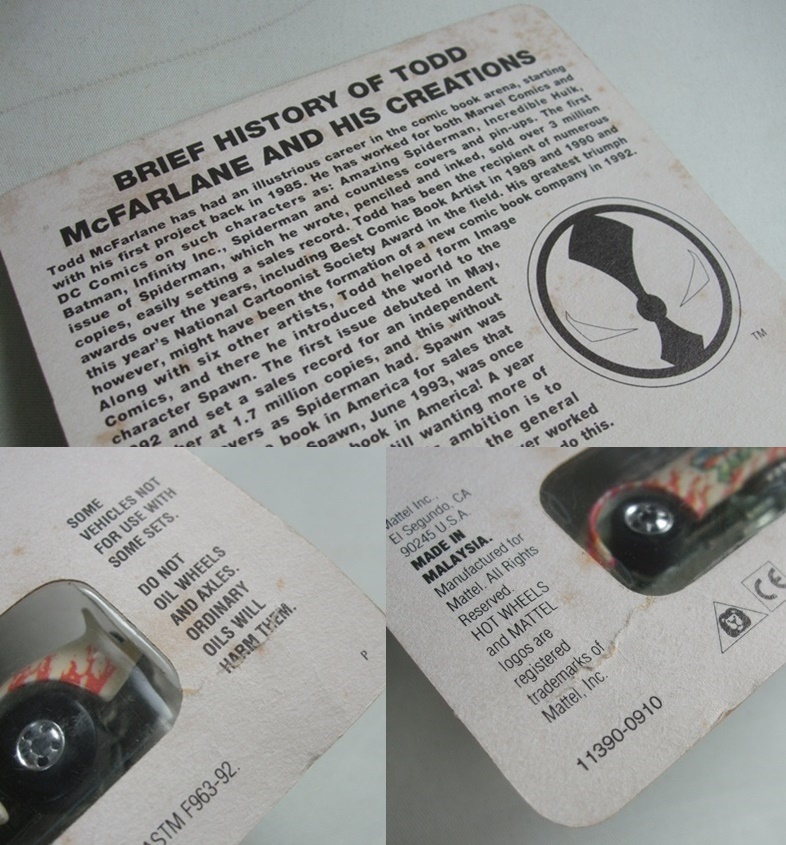 BRIEF HISTORY OF TODD
McFARLANE AND HIS CREATIONS
Todd McFarlane has had an illustrious career in the comic book arena, starting
with his first project back in 1985. He has worked for both Marvel Comics and
DC Comics on such characters as: Amazing Spiderman, Incredible Hulk,
Batman, Infinity Inc., Spiderman and countless covers and pin-ups. The first
issue of Spiderman, which he wrote, penciled and inked, sold over 3 million
copies, easily setting a sales record. Todd has been the recipient of numerous
awards over the years, including Best Comic Book Artist in 1989 and 1990 and
this year's National Cartoonist Society Award in the field. His greatest triumph
however, might have been the formation of a new comic book company in 1992.
Along with six other artists, Todd helped form Image
Comics, and there he introduced the world to the
character Spawn. The first issue debuted in May,
992 and set a sales record for an independent
her at 1.7 million copies, and this without
overs as Spiderman had. Spawn was
book in America for sales that
Spawn, June 1993, was once
book in America! A year
still wanting more of
ambition is to
the general
ver worked
do this.
TM
SOME
VEHICLES NOT
FOR USE WITH
SOME SETS.
DO NOT
OIL WHEELS
AND AXLES.
ORDINARY
OILS WILL
HARM THEM.
P
ASTM F963-92.
Mattel Inc.,
El Segundo, CA
90245 U.S.A.
MADE IN
MALAYSIA.
Manufactured for
Mattel. All Rights
Reserved.
HOT WHEELS
and MATTEL
logos are
registered
trademarks of
Mattel, Inc.
CE
11390-0910